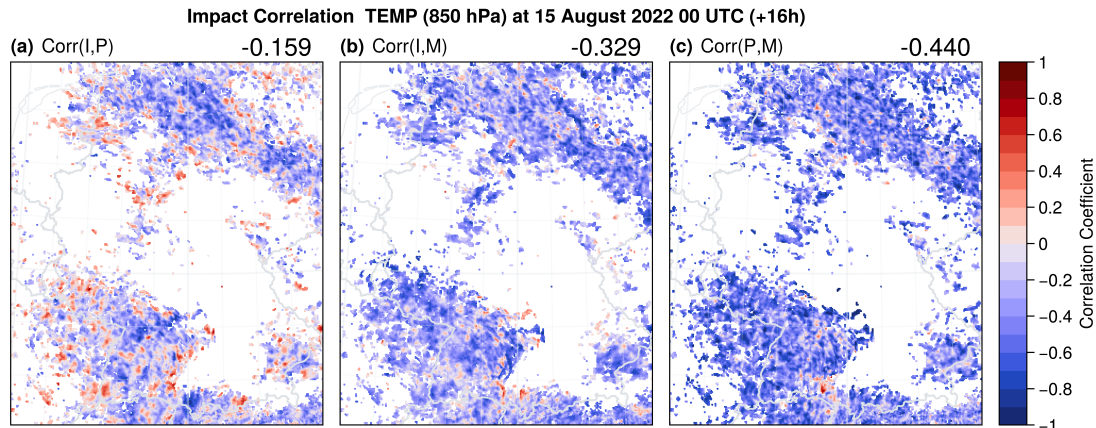 Impact Correlation TEMP (850 hPa) at 15 August 2022 00 UTC (+16h)
(a) Corr(I,P) -0.159
(b) Corr(I,M) -0.329
(c) Corr(P,M) -0.440
1
0.8
0.6
0.4
0.2
0
−0.2
−0.4
−0.6
−0.8
−1
Correlation Coefficient